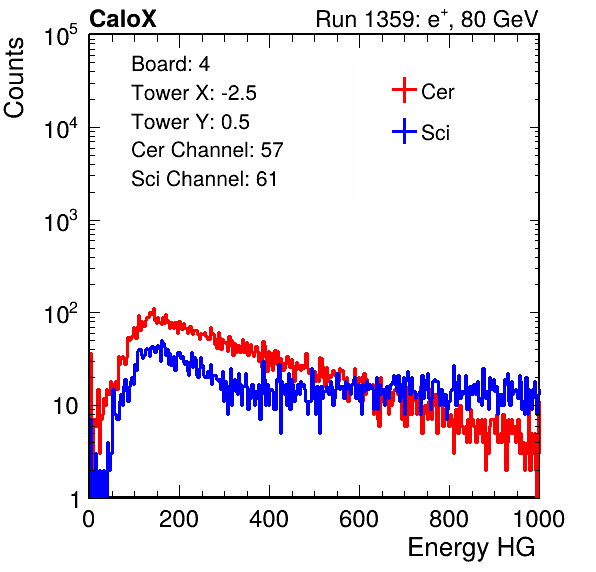 CaloX Run 1359: e⁺, 80 GeV
Counts
10⁵
10⁴
10³
10²
10
1
Board: 4
Tower X: -2.5
Tower Y: 0.5
Cer Channel: 57
Sci Channel: 61
Cer
Sci
0 200 400 600 800 1000
Energy HG